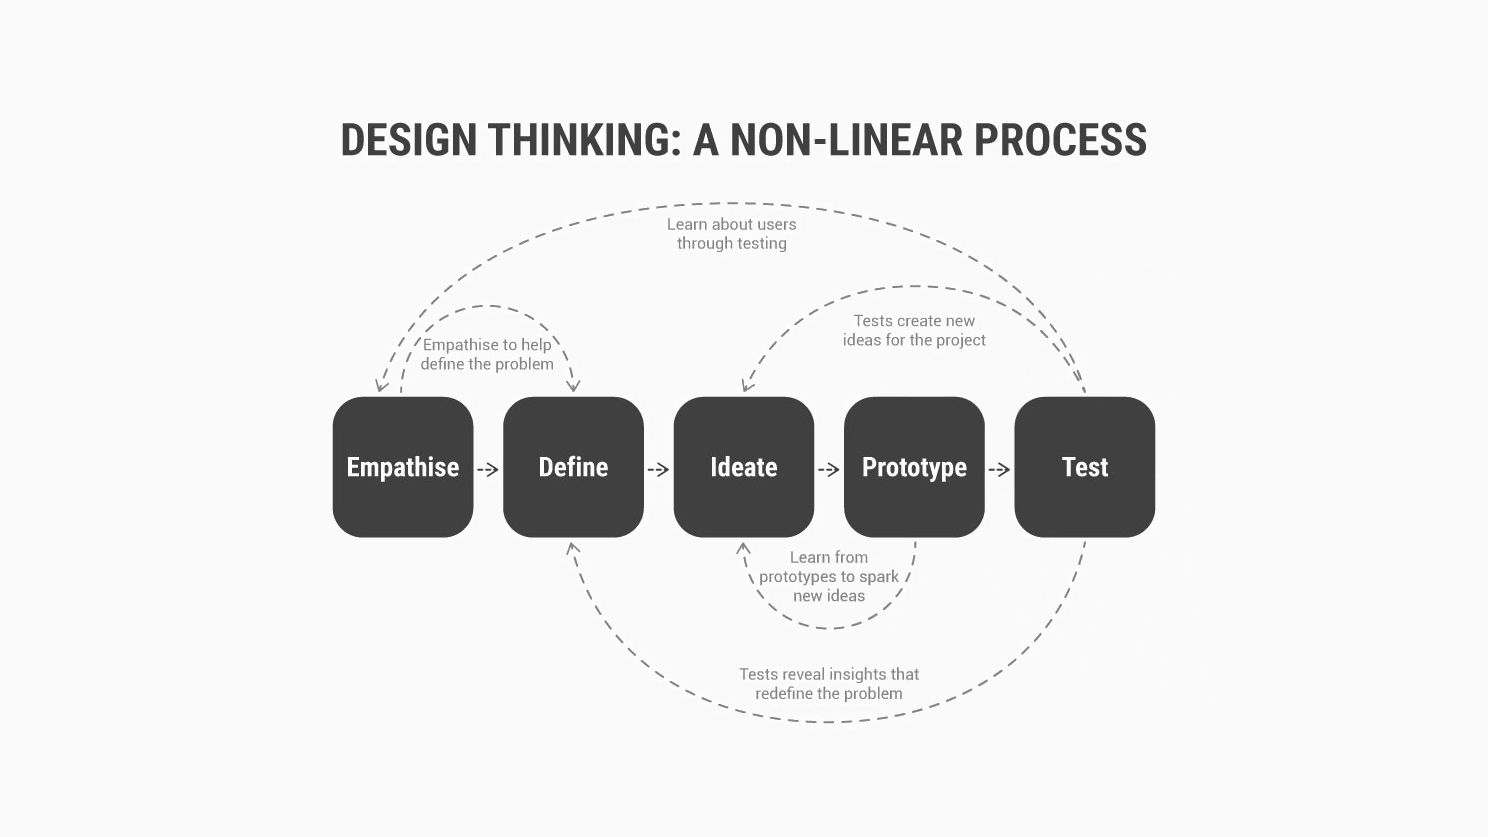 DESIGN THINKING: A NON-LINEAR PROCESS
Learn about users
through testing
Tests create new
ideas for the project
Empathise to help
define the problem
Empathise
Define
Ideate
Prototype
Test
Learn from
prototypes to spark
new ideas
Tests reveal insights that
redefine the problem